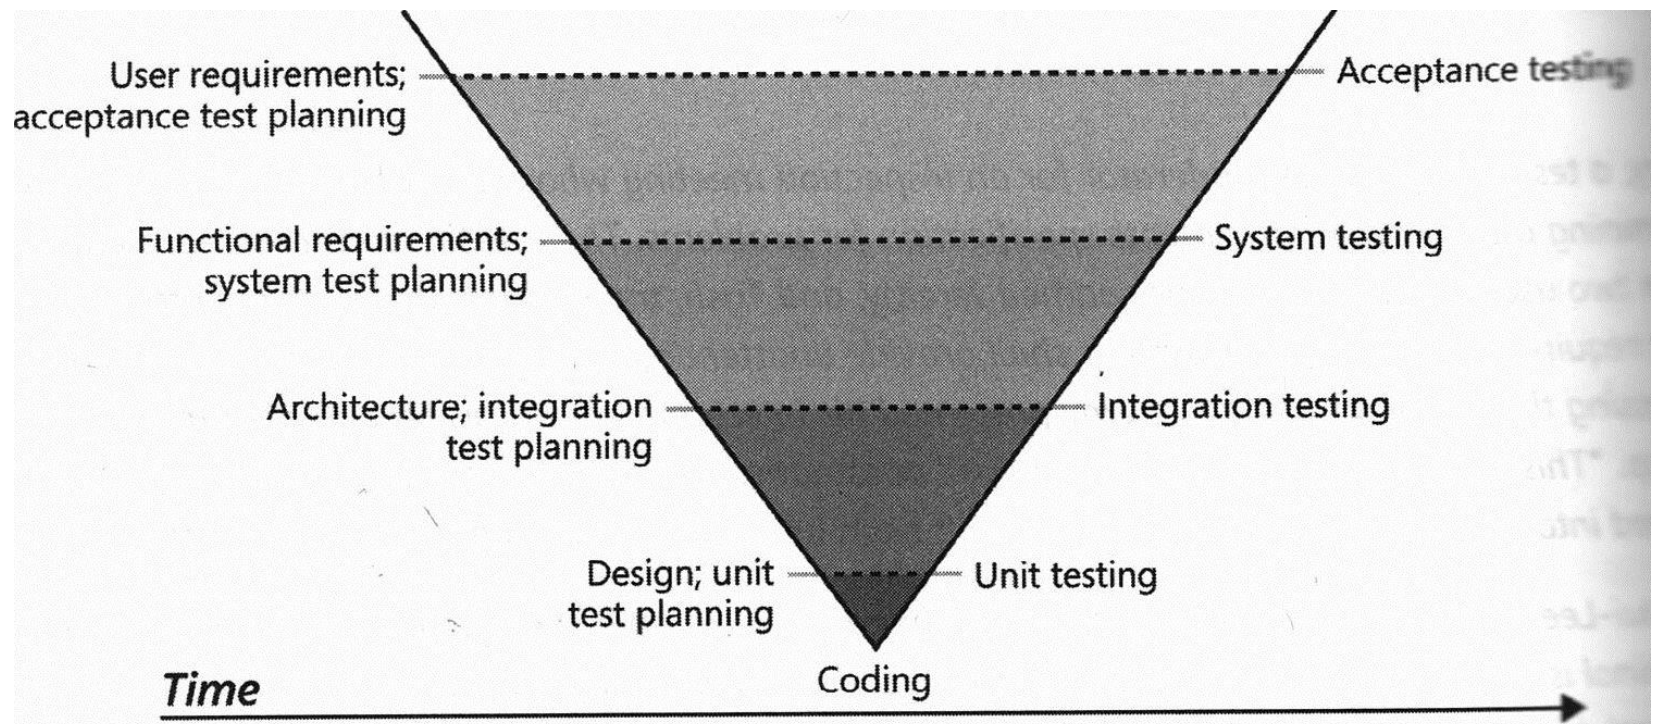 User requirements;
acceptance test planning
Acceptance testing
Functional requirements;
system test planning
System testing
Architecture; integration
test planning
Integration testing
Design; unit
test planning
Unit testing
Coding
Time